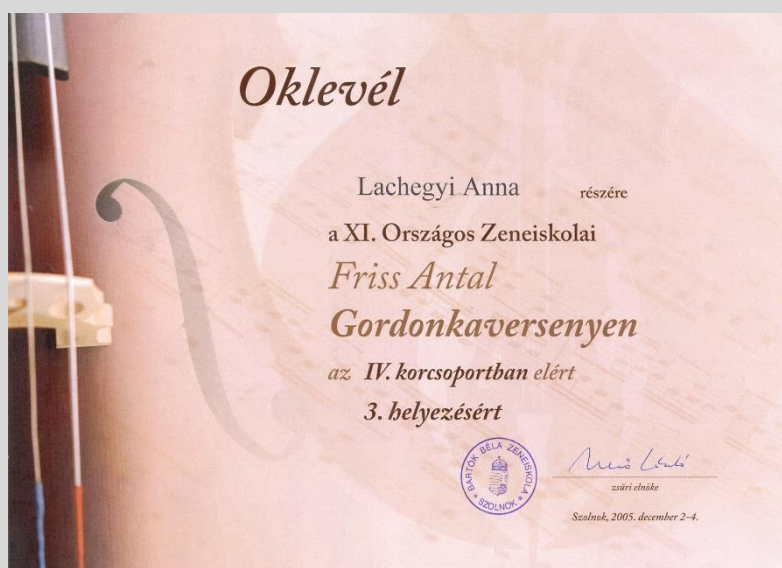 Oklevél
Lachegyi Anna részére
a XI. Országos Zeneiskolai
Friss Antal
Gordonkaversenyen
az IV. korcsoportban elért
3. helyezésért
BARTÓK BÉLA ZENEISKOLA
* SZOLNOK *
zsűri elnöke
Szolnok, 2005. december 2-4.